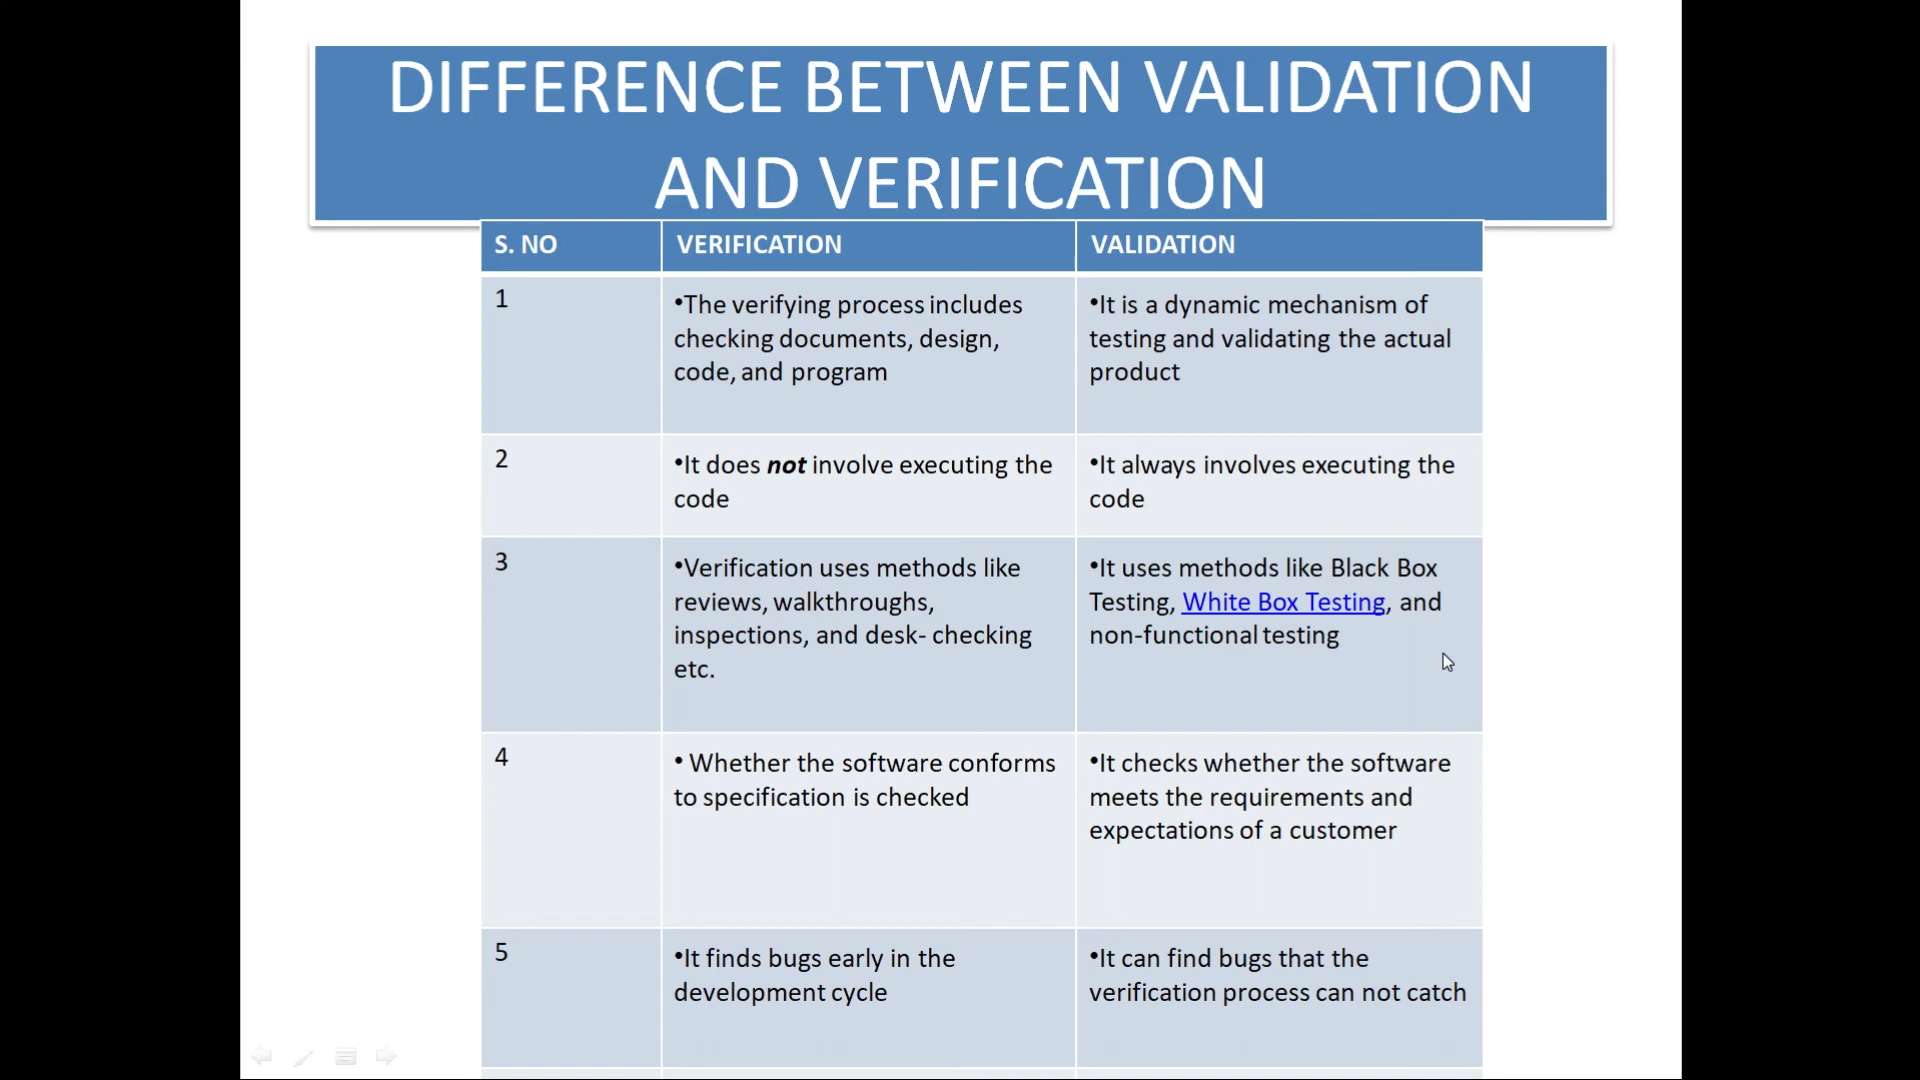 DIFFERENCE BETWEEN VALIDATION
AND VERIFICATION
S. NO
VERIFICATION
VALIDATION
1
•The verifying process includes
checking documents, design,
code, and program
•It is a dynamic mechanism of
testing and validating the actual
product
2
•It does not involve executing the
code
•It always involves executing the
code
3
•Verification uses methods like
reviews, walkthroughs,
inspections, and desk- checking
etc.
•It uses methods like Black Box
Testing, White Box Testing, and
non-functional testing
4
• Whether the software conforms
to specification is checked
•It checks whether the software
meets the requirements and
expectations of a customer
5
•It finds bugs early in the
development cycle
•It can find bugs that the
verification process can not catch